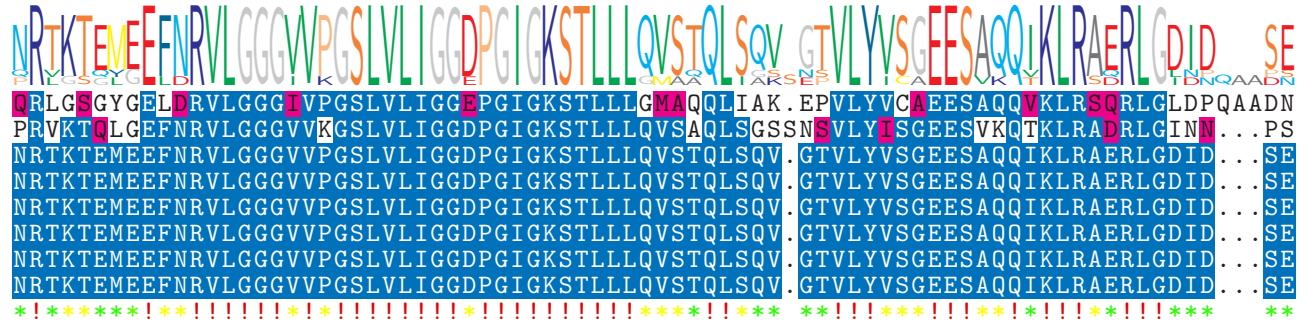 NRTKTEMEEFNRVLGGGVVPGSLVLIGGDPGIGKSTLLLQVSTQLSQV GTVLYVSGEESAQQIKLRAERLGDID SE
QRLGSGYGELDRVLGGGIVPGSLVLIGGEPGIGKSTLLLGMAQQLIAK.EPVLYVCAEESAQQVKLRSQRLGLDPQAADN
PRVKTQLGEFNRVLGGGVVKGSLVLIGGDPGIGKSTLLLQVSAQLSGSSNSVLYISGEESVKQTKLRADRLGINN...PS
NRTKTEMEEFNRVLGGGVVPGSLVLIGGDPGIGKSTLLLQVSTQLSQV.GTVLYVSGEESAQQIKLRAERLGDID...SE
NRTKTEMEEFNRVLGGGVVPGSLVLIGGDPGIGKSTLLLQVSTQLSQV.GTVLYVSGEESAQQIKLRAERLGDID...SE
NRTKTEMEEFNRVLGGGVVPGSLVLIGGDPGIGKSTLLLQVSTQLSQV.GTVLYVSGEESAQQIKLRAERLGDID...SE
NRTKTEMEEFNRVLGGGVVPGSLVLIGGDPGIGKSTLLLQVSTQLSQV.GTVLYVSGEESAQQIKLRAERLGDID...SE
NRTKTEMEEFNRVLGGGVVPGSLVLIGGDPGIGKSTLLLQVSTQLSQV.GTVLYVSGEESAQQIKLRAERLGDID...SE
NRTKTEMEEFNRVLGGGVVPGSLVLIGGDPGIGKSTLLLQVSTQLSQV.GTVLYVSGEESAQQIKLRAERLGDID...SE
*!******!**!!!!!!*!*!!!!!!!!*!!!!!!!!!!****!!*** **!!!***!!!**!*!!!**!!!*** **